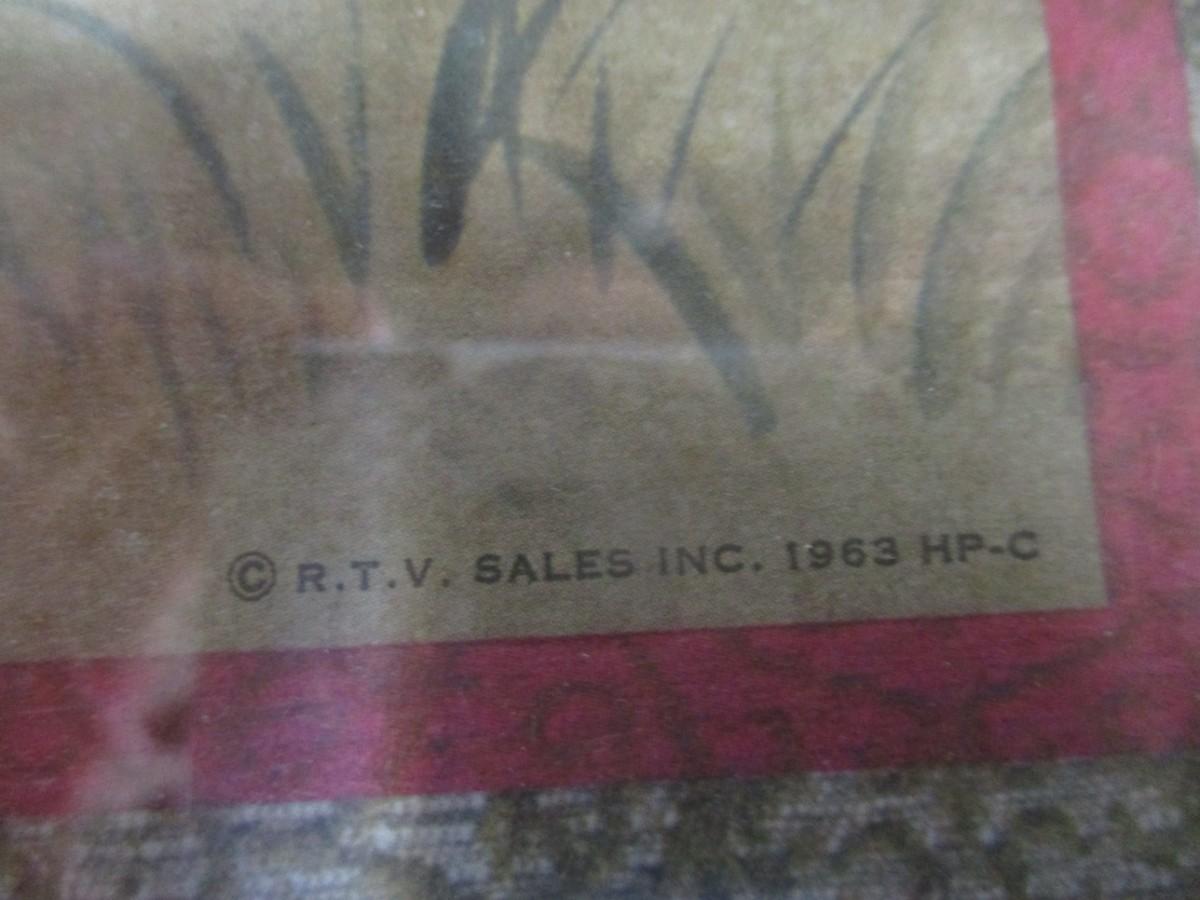 © R.T.V. SALES INC. 1963 HP-C